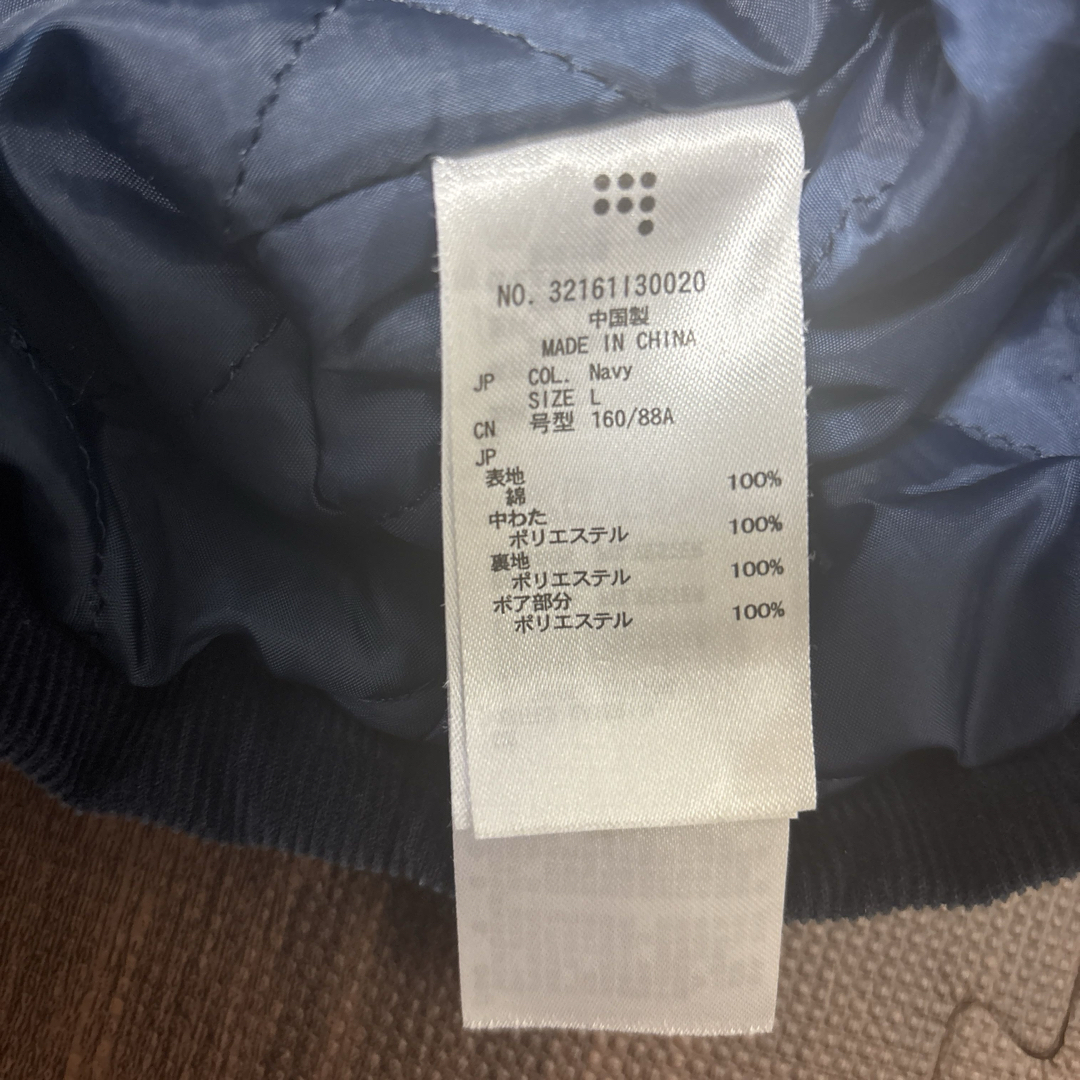 NO. 32161I30020
中国製
MADE IN CHINA
JP COL. Navy
SIZE L
CN 号型 160/88A
JP
表地
綿 100%
中わた
ポリエステル 100%
裏地
ポリエステル 100%
ボア部分
ポリエステル 100%